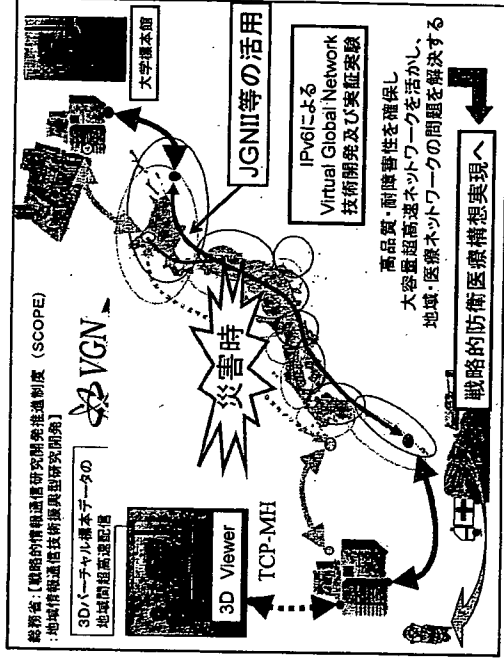 総務省:【戦略的情報通信研究開発推進制度 (SCOPE)
:地域情報通信技術振興型研究開発】
3Dバーチャル標本データの
地域間超高速配信
VGN
大学標本館
3D Viewer
TCP-MH
災害時
JGNII等の活用
IPv6による
Virtual Global Network
技術開発及び実証実験
高品質・耐障害性を確保し
大容量超高速ネットワークを活かし、
地域・医療ネットワークの問題を解決する
戦略的防衛医療構想実現へ